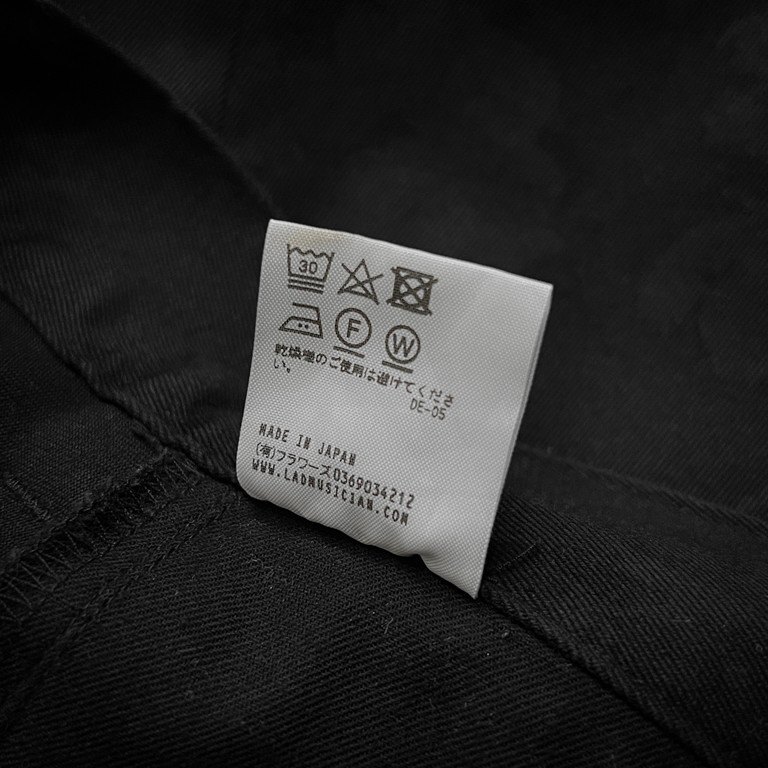 30
F W
乾燥機のご使用は避けてくださ
い。
DE-05
MADE IN JAPAN
(有)フラワーズ0369034212
WWW.LADMUSICIAN.COM